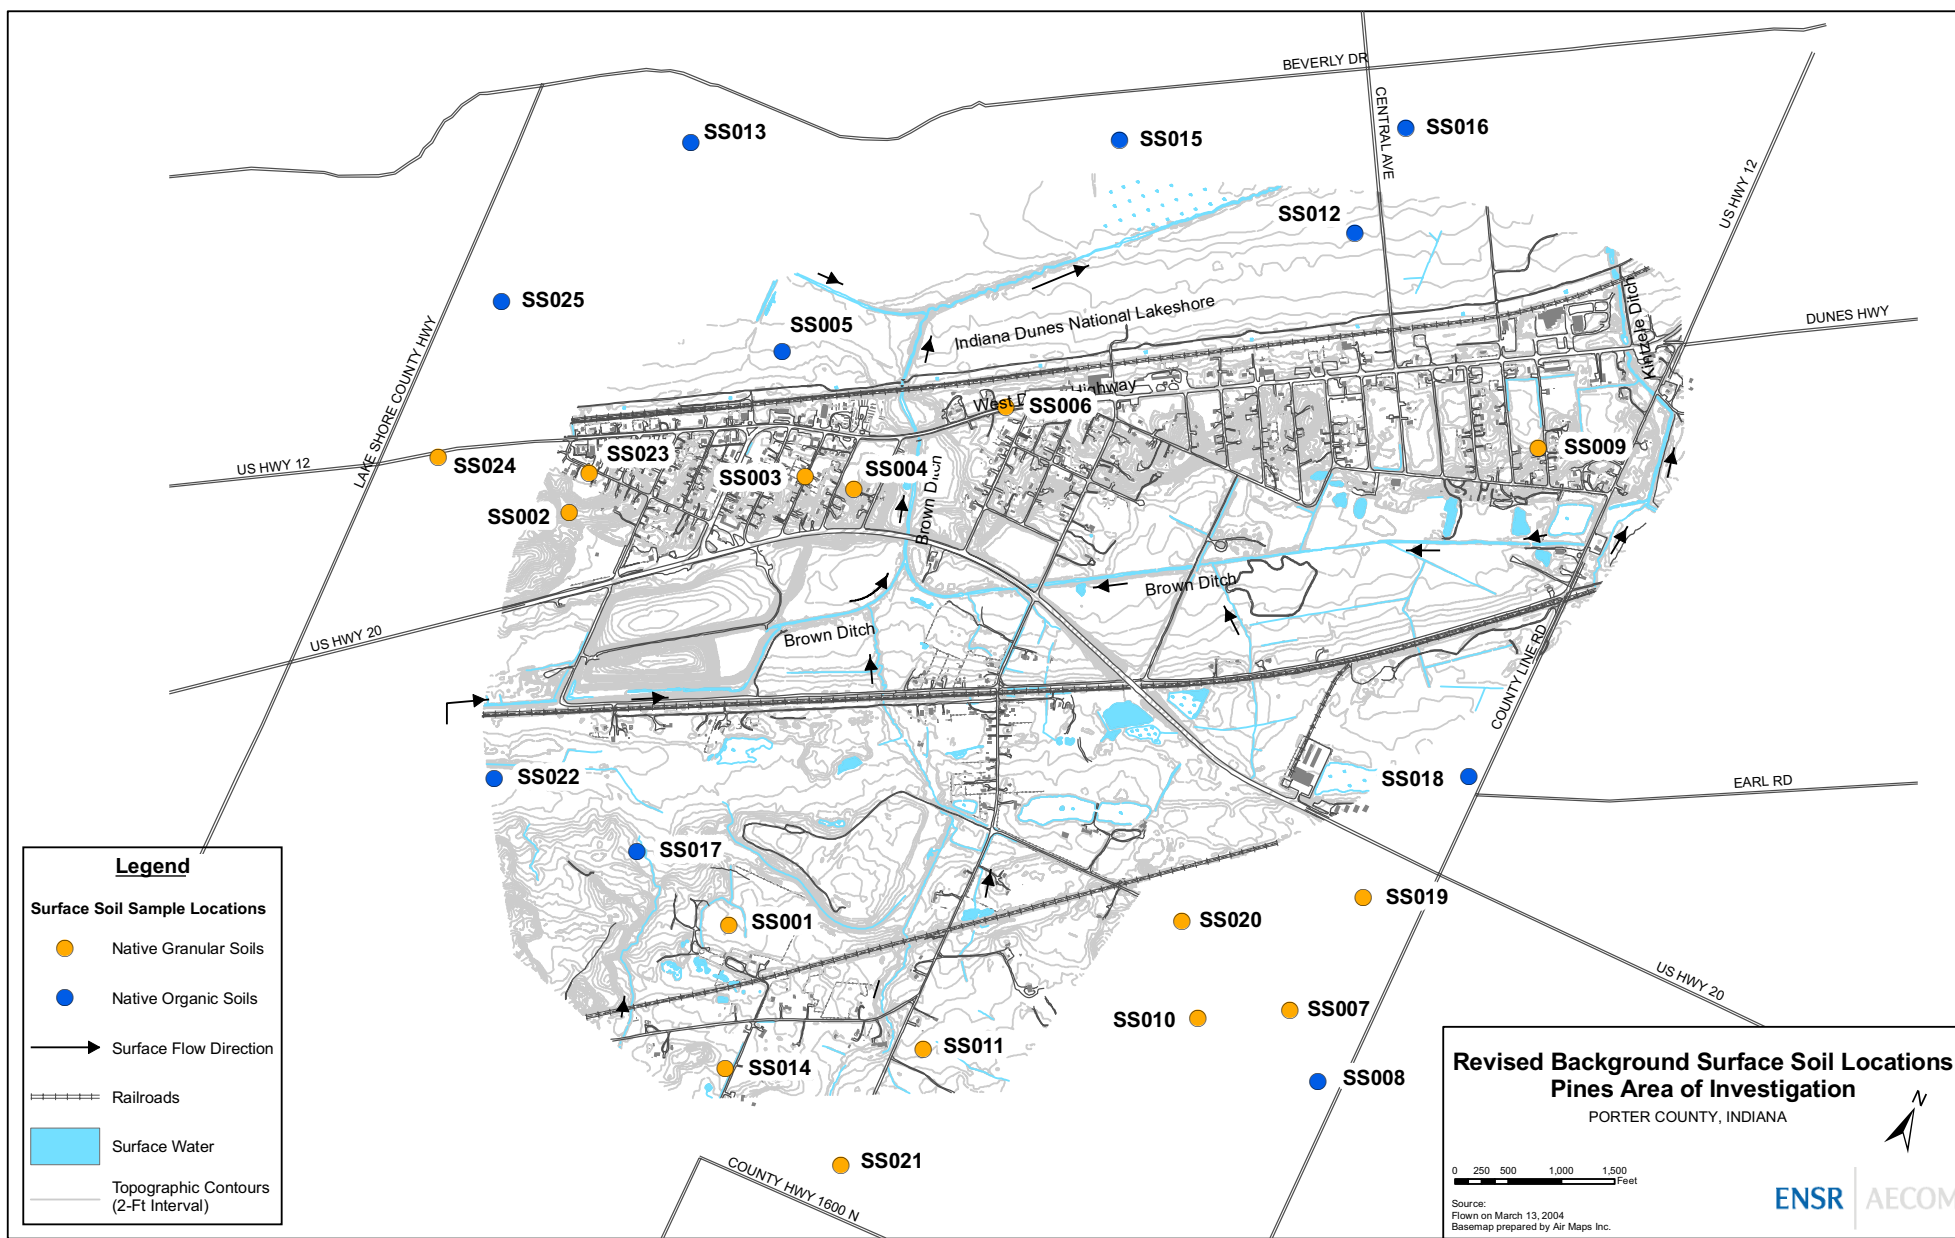 BEVERLY DR
CENTRAL AVE
US HWY 12
SS013
SS015
SS016
SS012
SS025
SS005
LAKE SHORE COUNTY HWY
Indiana Dunes National Lakeshore
Kintzele Ditch
DUNES HWY
West D Highway
SS006
SS009
US HWY 12
SS024
SS023
SS003
SS004
SS002
Brown Ditch
Brown Ditch
Brown Ditch
US HWY 20
COUNTY LINE RD
SS022
SS018
EARL RD
SS017
SS001
SS020
SS019
US HWY 20
SS010
SS007
SS011
SS014
SS008
SS021
COUNTY HWY 1600 N
Legend
Surface Soil Sample Locations
Native Granular Soils
Native Organic Soils
Surface Flow Direction
Railroads
Surface Water
Topographic Contours
(2-Ft Interval)
Revised Background Surface Soil Locations
Pines Area of Investigation
PORTER COUNTY, INDIANA
N
0 250 500 1,000 1,500
Feet
Source:
Flown on March 13, 2004
Basemap prepared by Air Maps Inc.
ENSR AECOM